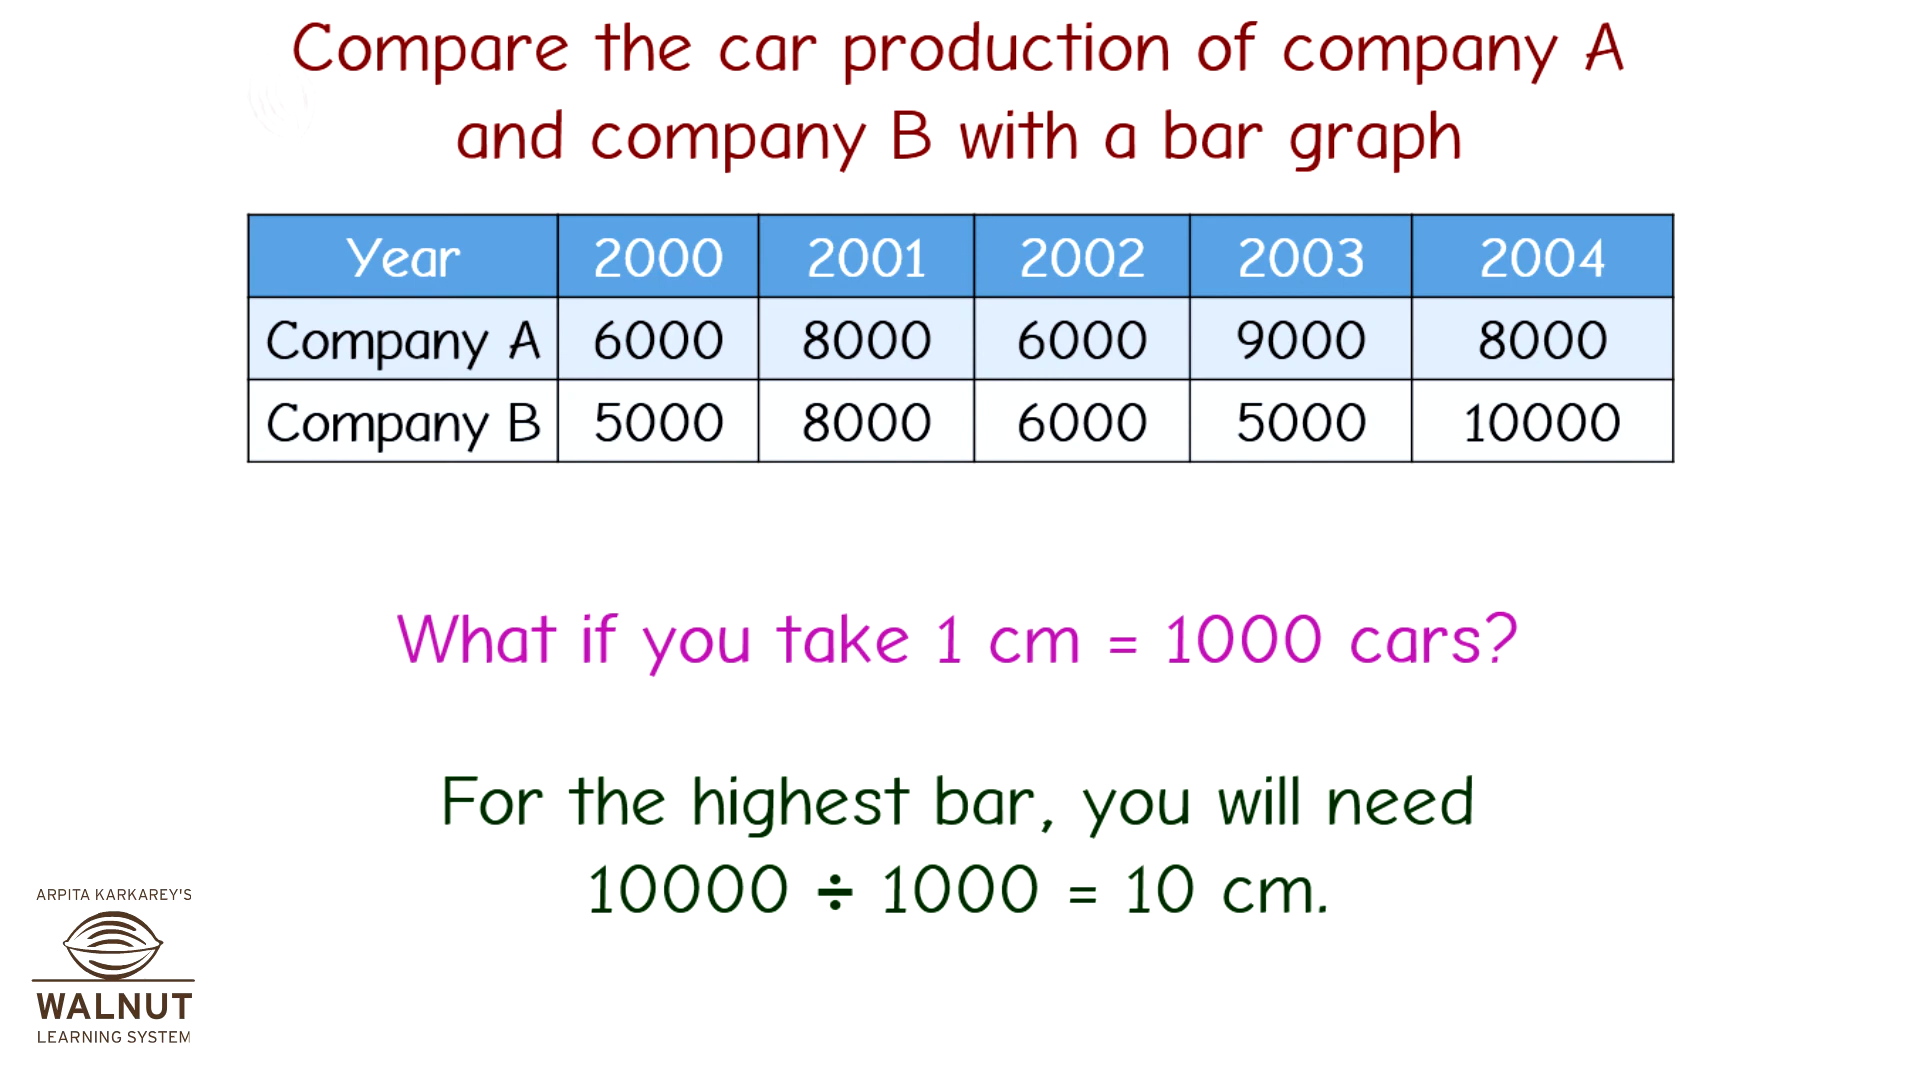 Compare the car production of company A
and company B with a bar graph
Year 2000 2001 2002 2003 2004
Company A 6000 8000 6000 9000 8000
Company B 5000 8000 6000 5000 10000
What if you take 1 cm = 1000 cars?
For the highest bar, you will need
10000 ÷ 1000 = 10 cm.
ARPITA KARKAREY'S
WALNUT
LEARNING SYSTEM